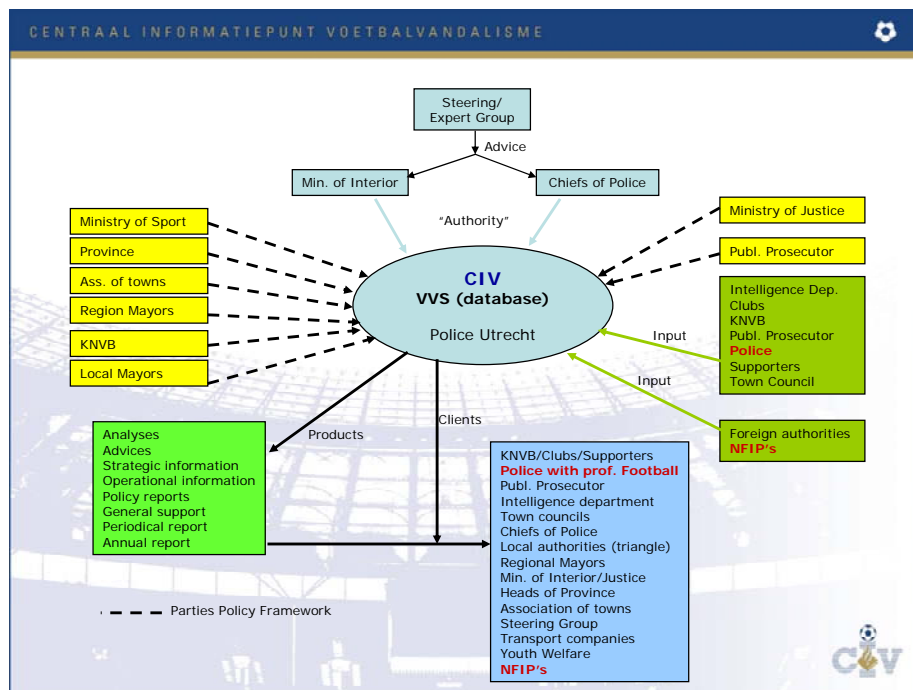 CENTRAAL INFORMATIEPUNT VOETBALVANDALISME
Steering/
Expert Group
Advice
Min. of Interior
Chiefs of Police
"Authority"
Ministry of Sport
Province
Ass. of towns
Region Mayors
KNVB
Local Mayors
Ministry of Justice
Publ. Prosecutor
CIV
VVS (database)
Police Utrecht
Input
Intelligence Dep.
Clubs
KNVB
Publ. Prosecutor
Police
Supporters
Town Council
Input
Foreign authorities
NFIP's
Products
Clients
Analyses
Advices
Strategic information
Operational information
Policy reports
General support
Periodical report
Annual report
KNVB/Clubs/Supporters
Police with prof. Football
Publ. Prosecutor
Intelligence department
Town councils
Chiefs of Police
Local authorities (triangle)
Regional Mayors
Min. of Interior/Justice
Heads of Province
Association of towns
Steering Group
Transport companies
Youth Welfare
NFIP's
Parties Policy Framework
CIV